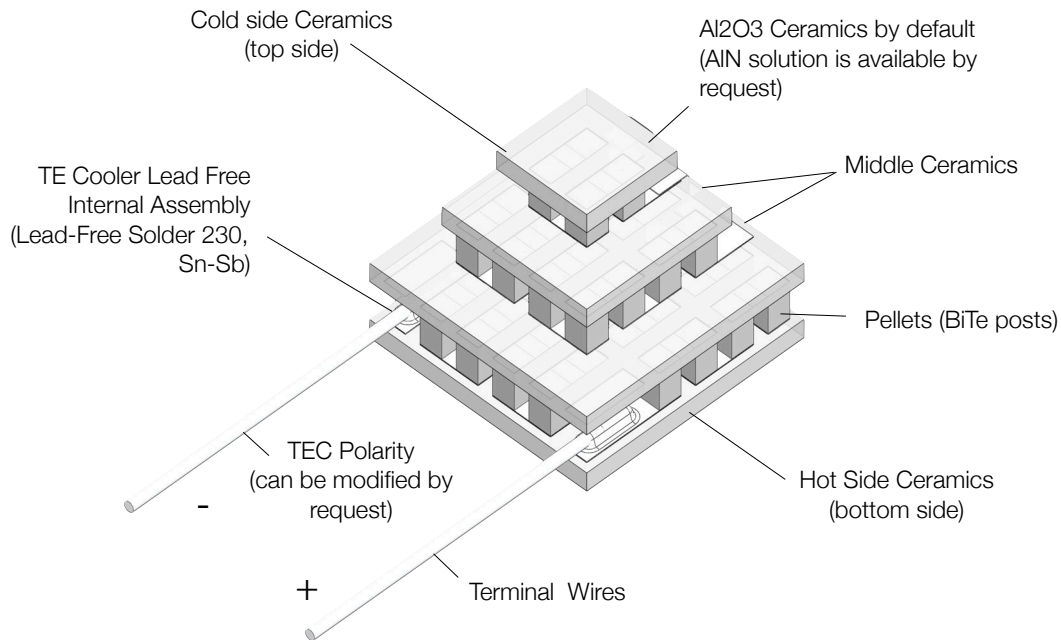 Cold side Ceramics
(top side)
Al2O3 Ceramics by default
(AlN solution is available by
request)
TE Cooler Lead Free
Internal Assembly
(Lead-Free Solder 230,
Sn-Sb)
Middle Ceramics
Pellets (BiTe posts)
TEC Polarity
(can be modified by
request)
-
Hot Side Ceramics
(bottom side)
+
Terminal Wires